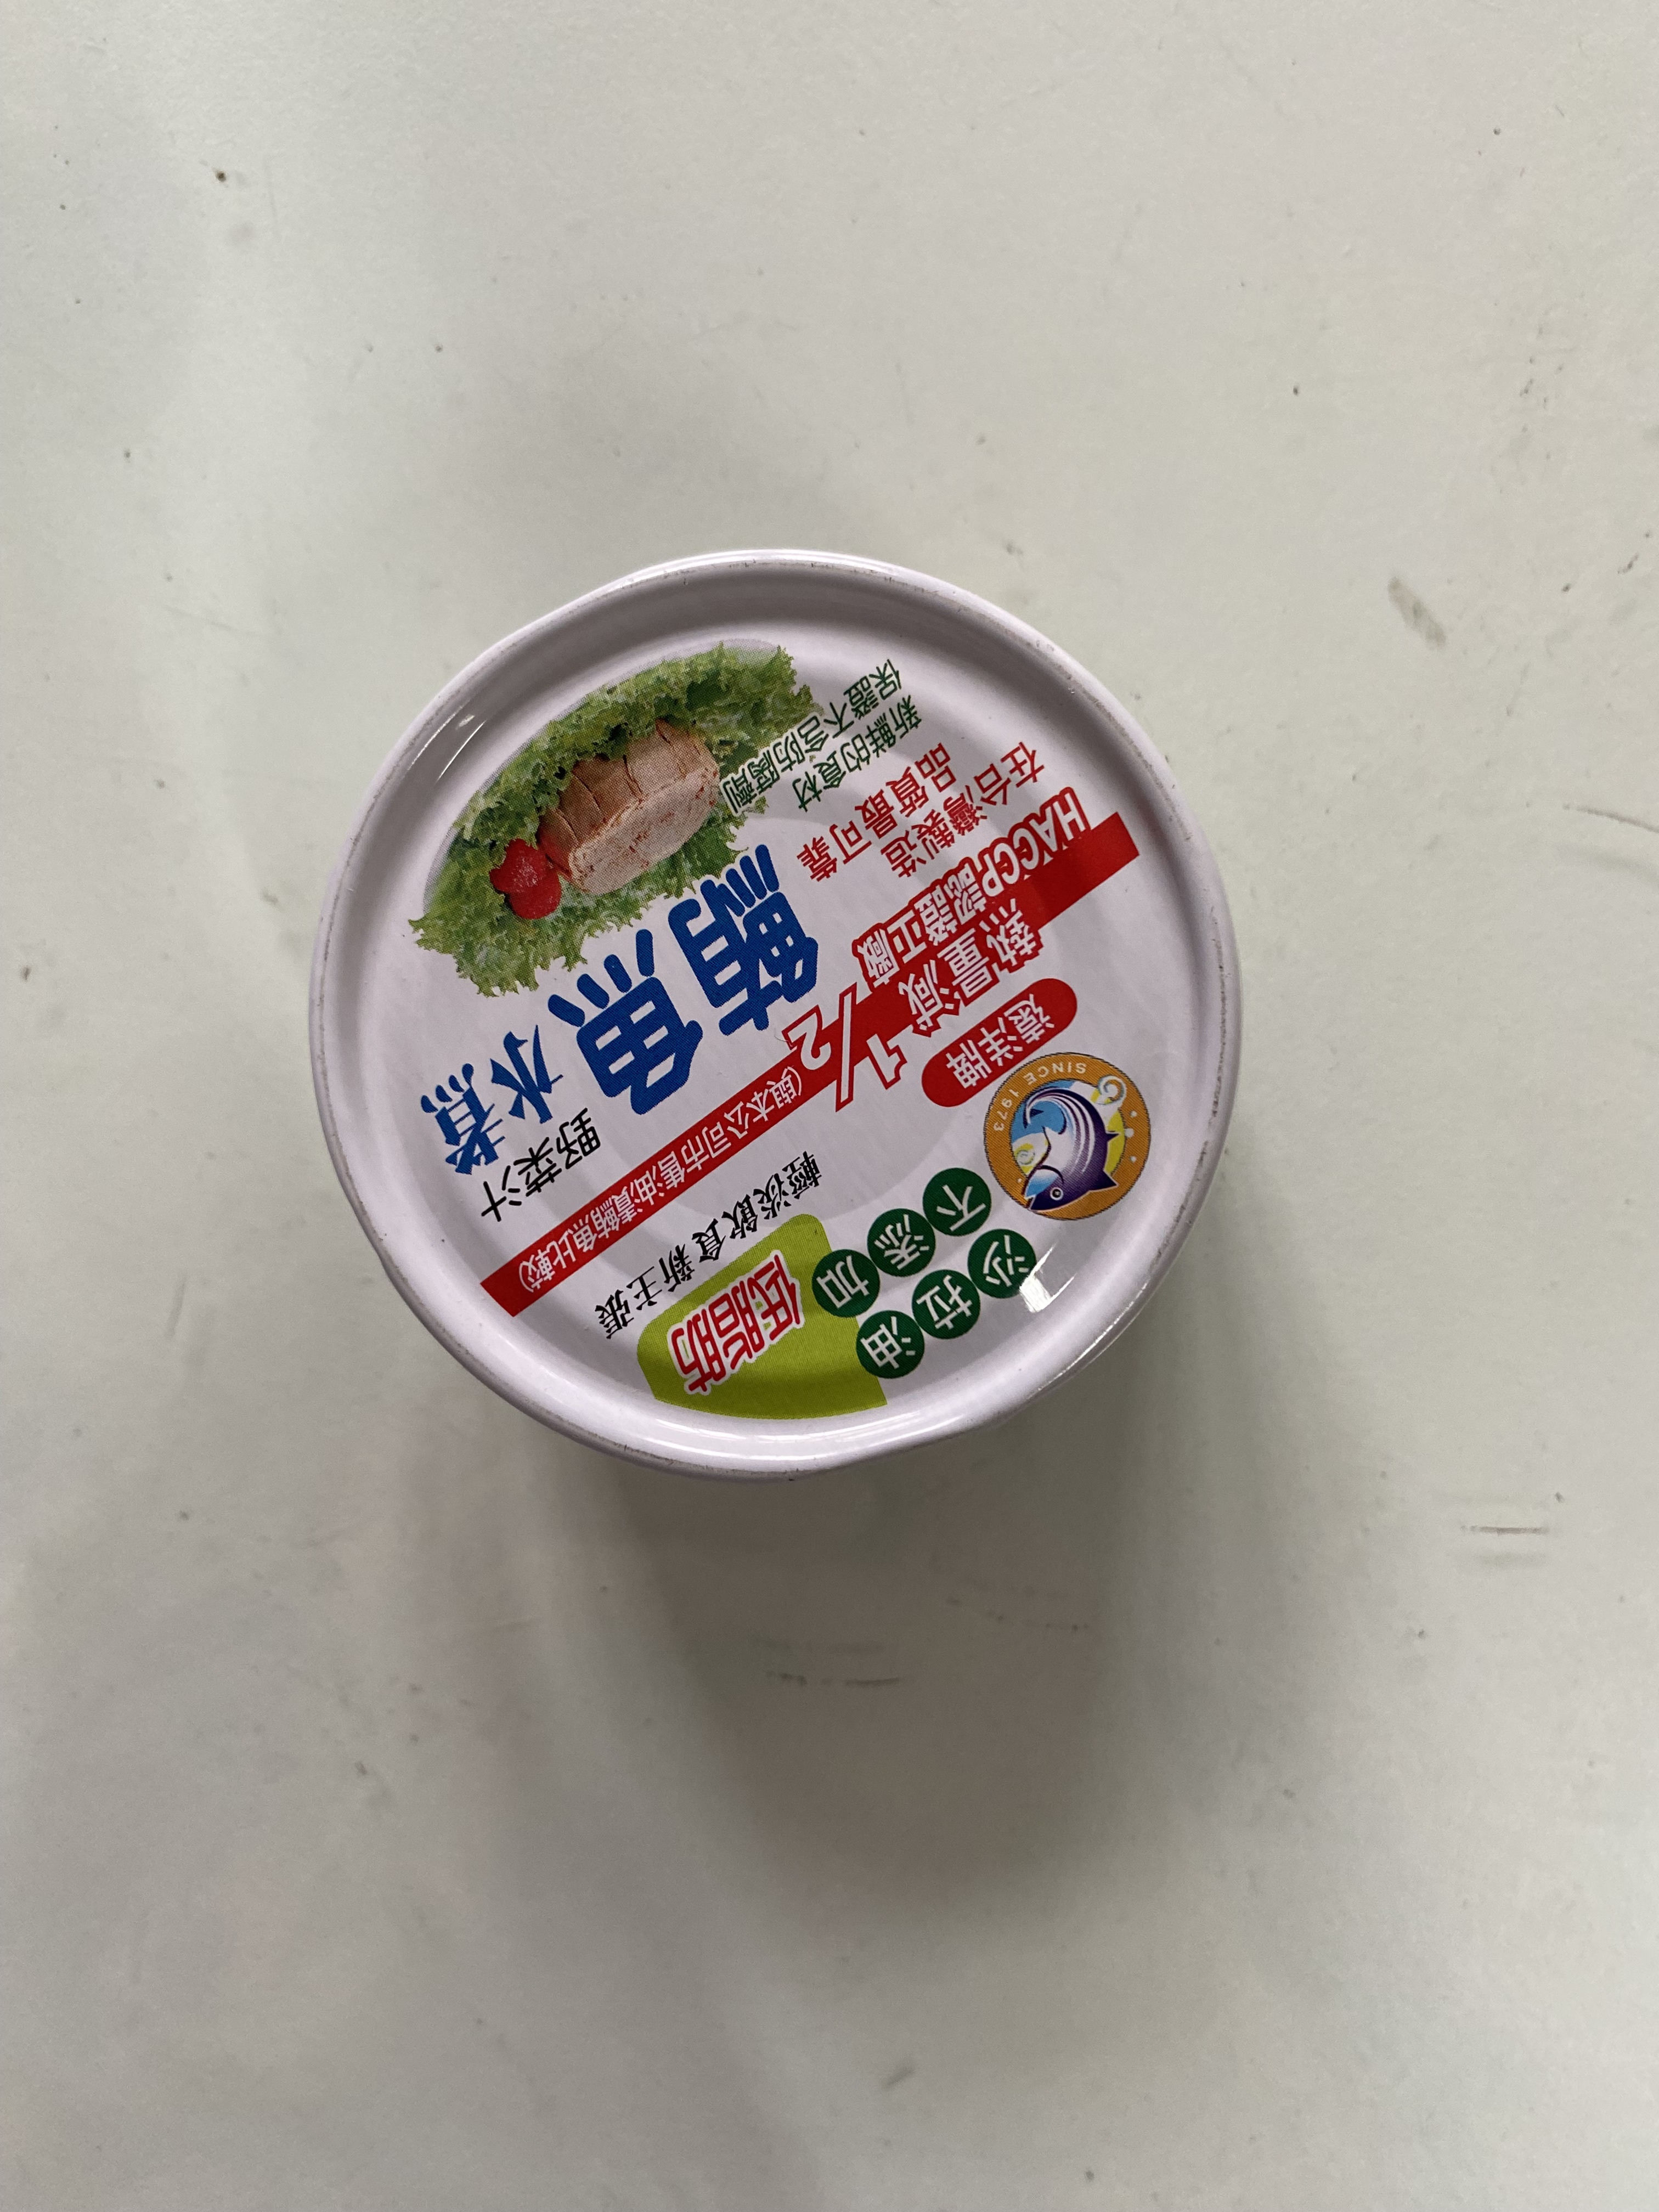 SINCE 1973
遠洋牌
不添加
沙拉油
低脂肪
輕淡飲食新主張
熱量減1/2
(與本公司市售油漬鮪魚比較)
HACCP認證工廠
在台灣製造
品質最可靠
新鮮的食材
保證不含防腐劑
鮪魚
水煮
野菜汁